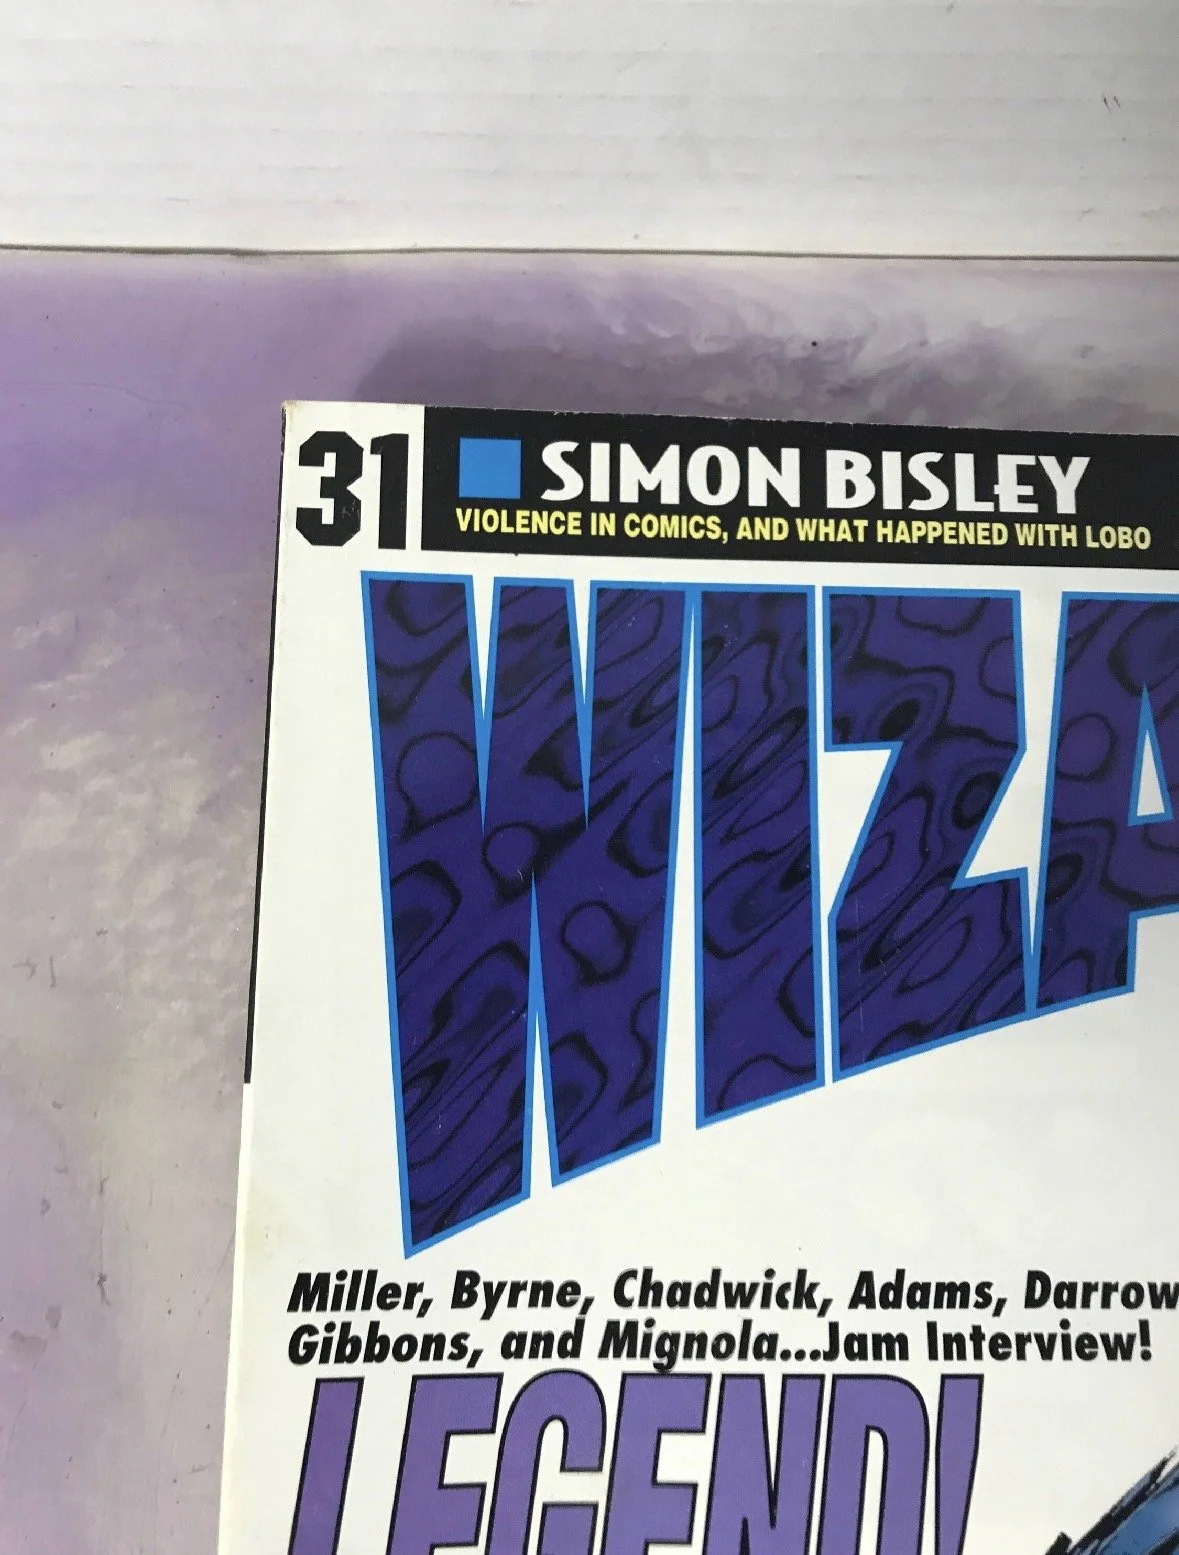 31
SIMON BISLEY
VIOLENCE IN COMICS, AND WHAT HAPPENED WITH LOBO
WIZA
Miller, Byrne, Chadwick, Adams, Darrow
Gibbons, and Mignola...Jam Interview!
LEGEND!